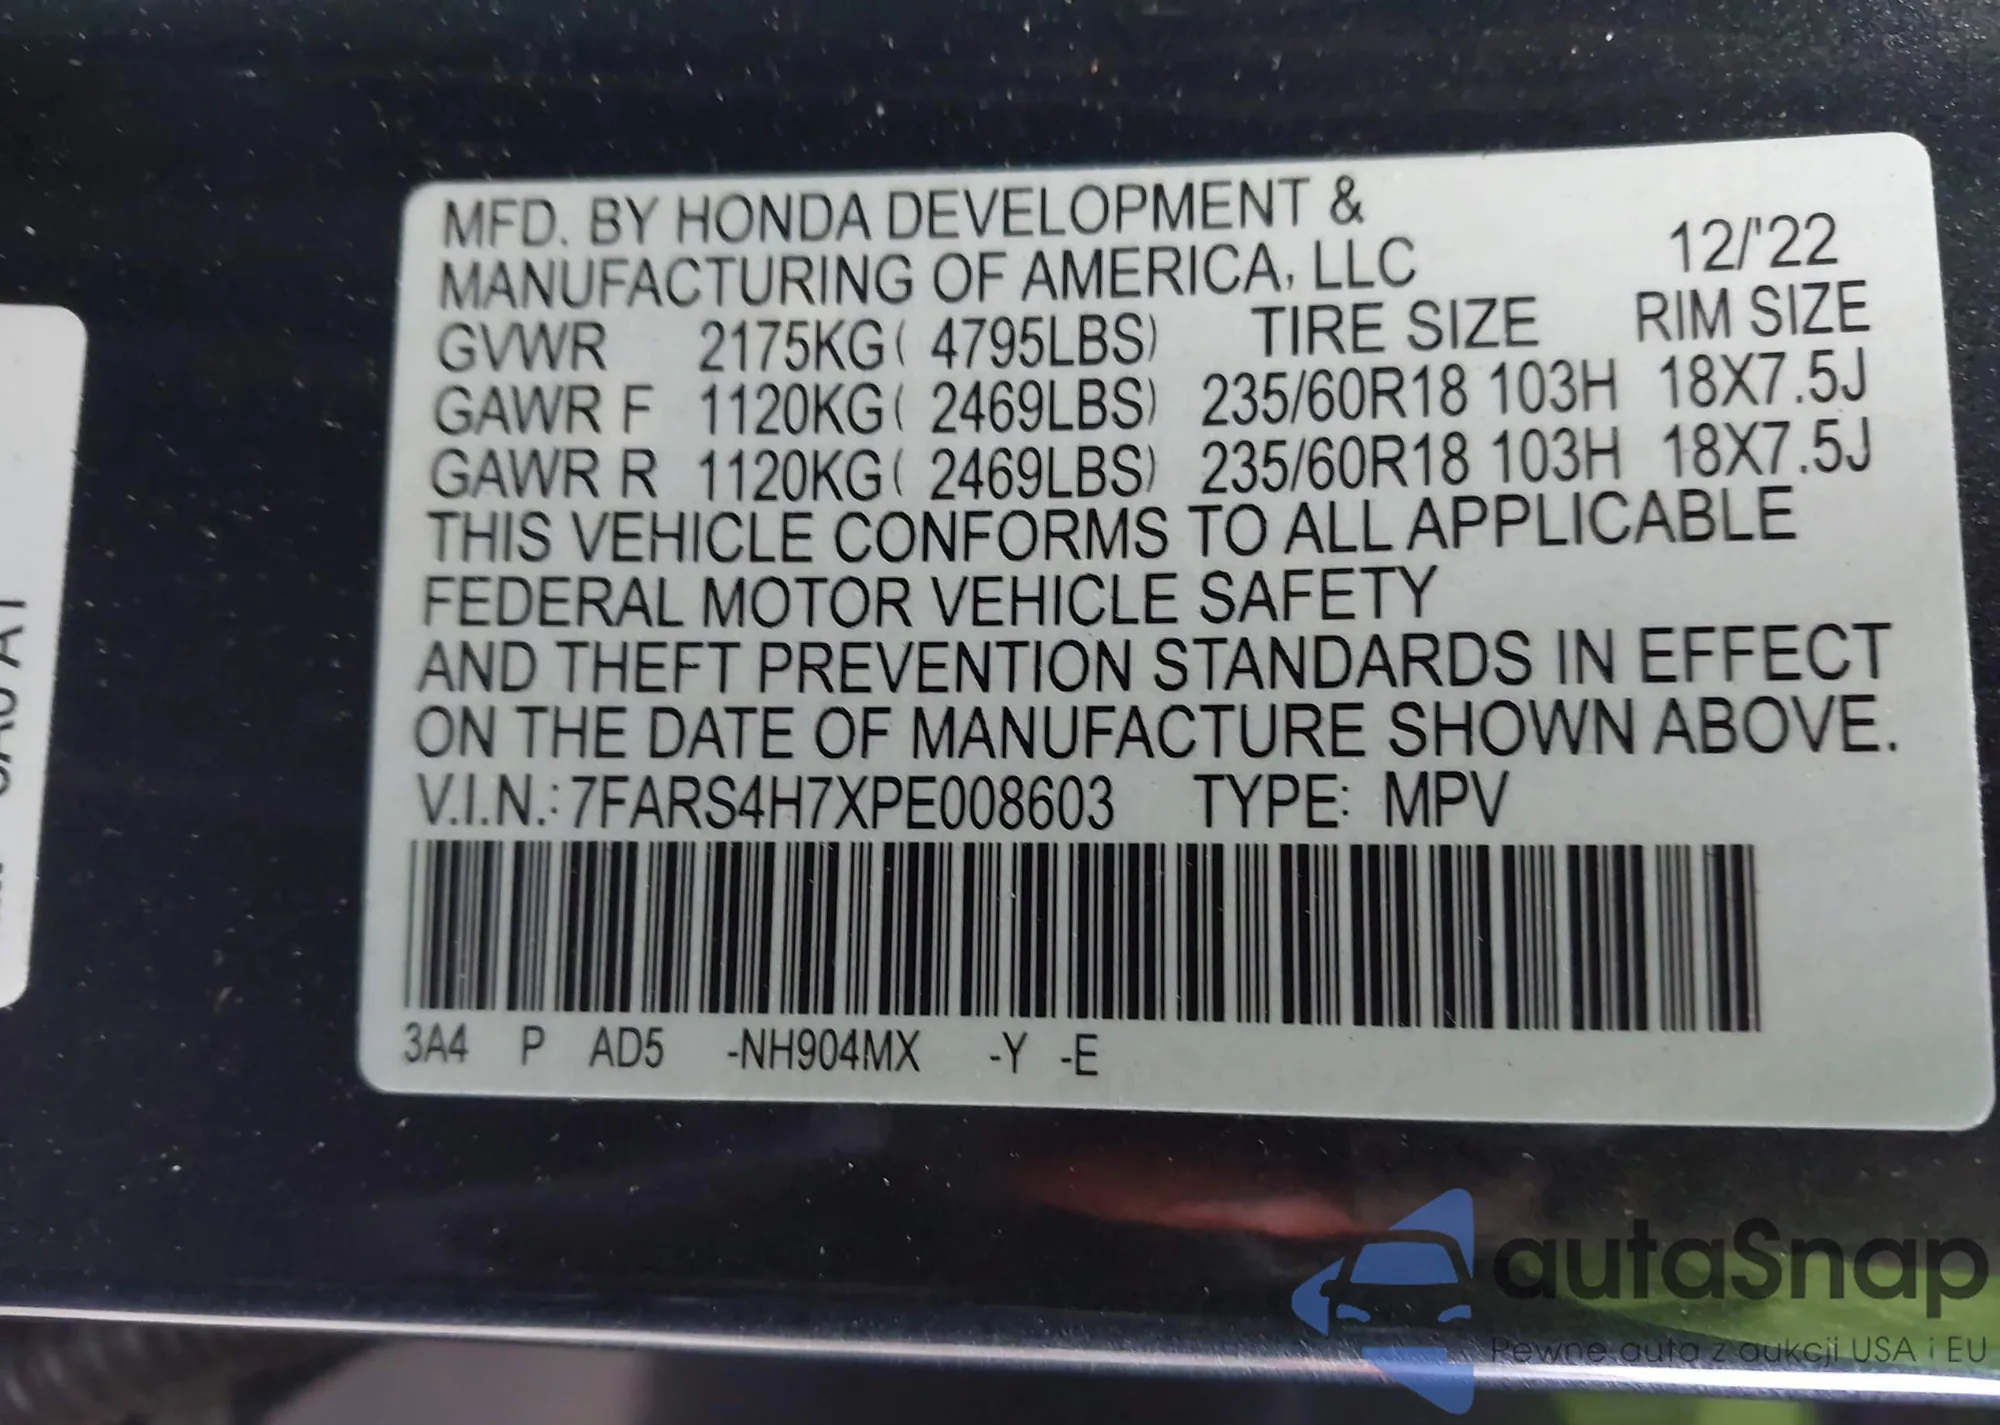 MFD. BY HONDA DEVELOPMENT &
MANUFACTURING OF AMERICA, LLC 12/'22
GVWR 2175KG( 4795LBS) TIRE SIZE RIM SIZE
GAWR F 1120KG( 2469LBS) 235/60R18 103H 18X7.5J
GAWR R 1120KG( 2469LBS) 235/60R18 103H 18X7.5J
THIS VEHICLE CONFORMS TO ALL APPLICABLE
FEDERAL MOTOR VEHICLE SAFETY
AND THEFT PREVENTION STANDARDS IN EFFECT
ON THE DATE OF MANUFACTURE SHOWN ABOVE.
V.I.N.: 7FARS4H7XPE008603 TYPE: MPV
3A4 P AD5 -NH904MX -Y -E
autaSnap
Pewne auta z aukcji USA i EU